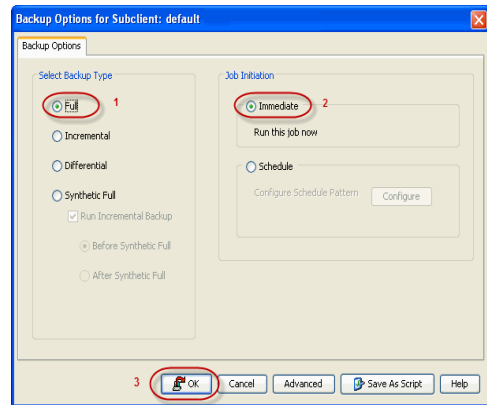 Backup Options for Subclient: default
Backup Options
Select Backup Type
Full
1
Incremental
Differential
Synthetic Full
Run Incremental Backup
Before Synthetic Full
After Synthetic Full
Job Initiation
Immediate
2
Run this job now
Schedule
Configure Schedule Pattern
Configure
3
OK
Cancel
Advanced
Save As Script
Help